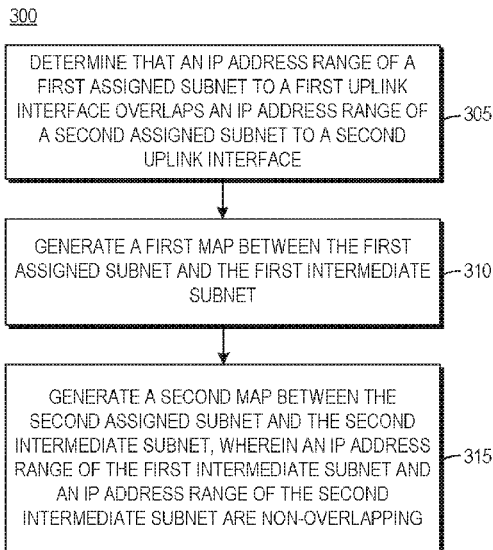 300
DETERMINE THAT AN IP ADDRESS RANGE OF A
FIRST ASSIGNED SUBNET TO A FIRST UPLINK
INTERFACE OVERLAPS AN IP ADDRESS RANGE OF
A SECOND ASSIGNED SUBNET TO A SECOND
UPLINK INTERFACE
305
GENERATE A FIRST MAP BETWEEN THE FIRST
ASSIGNED SUBNET AND THE FIRST INTERMEDIATE
SUBNET
310
GENERATE A SECOND MAP BETWEEN THE
SECOND ASSIGNED SUBNET AND THE SECOND
INTERMEDIATE SUBNET, WHEREIN AN IP ADDRESS
RANGE OF THE FIRST INTERMEDIATE SUBNET AND
AN IP ADDRESS RANGE OF THE SECOND
INTERMEDIATE SUBNET ARE NON-OVERLAPPING
315